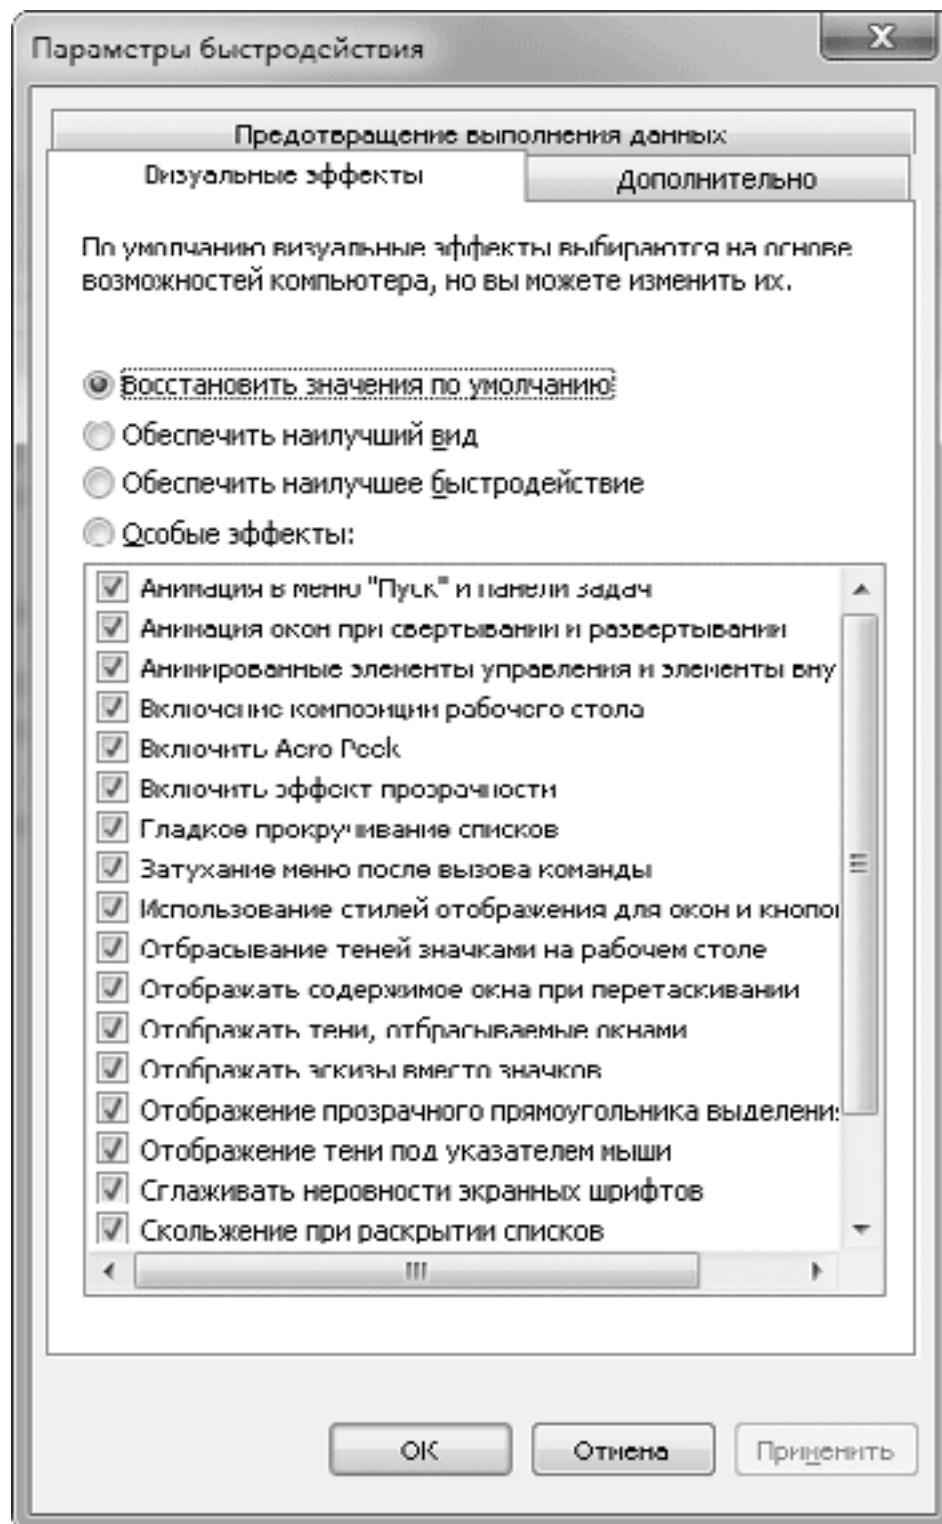 Параметры быстродействия
Предотвращение выполнения данных
Визуальные эффекты
Дополнительно
По умолчанию визуальные эффекты выбираются на основе
возможностей компьютера, но вы можете изменить их.
Восстановить значения по умолчанию
Обеспечить наилучший вид
Обеспечить наилучшее быстродействие
Особые эффекты:
Анимация в меню "Пуск" и панели задач
Анимация окон при свертывании и развертывании
Анимированные элементы управления и элементы вну
Включение композиции рабочего стола
Включить Aero Peek
Включить эффект прозрачности
Гладкое прокручивание списков
Затухание меню после вызова команды
Использование стилей отображения для окон и кнопо
Отбрасывание теней значками на рабочем столе
Отображать содержимое окна при перетаскивании
Отображать тени, отбрасываемые окнами
Отображать эскизы вместо значков
Отображение прозрачного прямоугольника выделени
Отображение тени под указателем мыши
Сглаживать неровности экранных шрифтов
Скольжение при раскрытии списков
ОК
Отмена
Применить